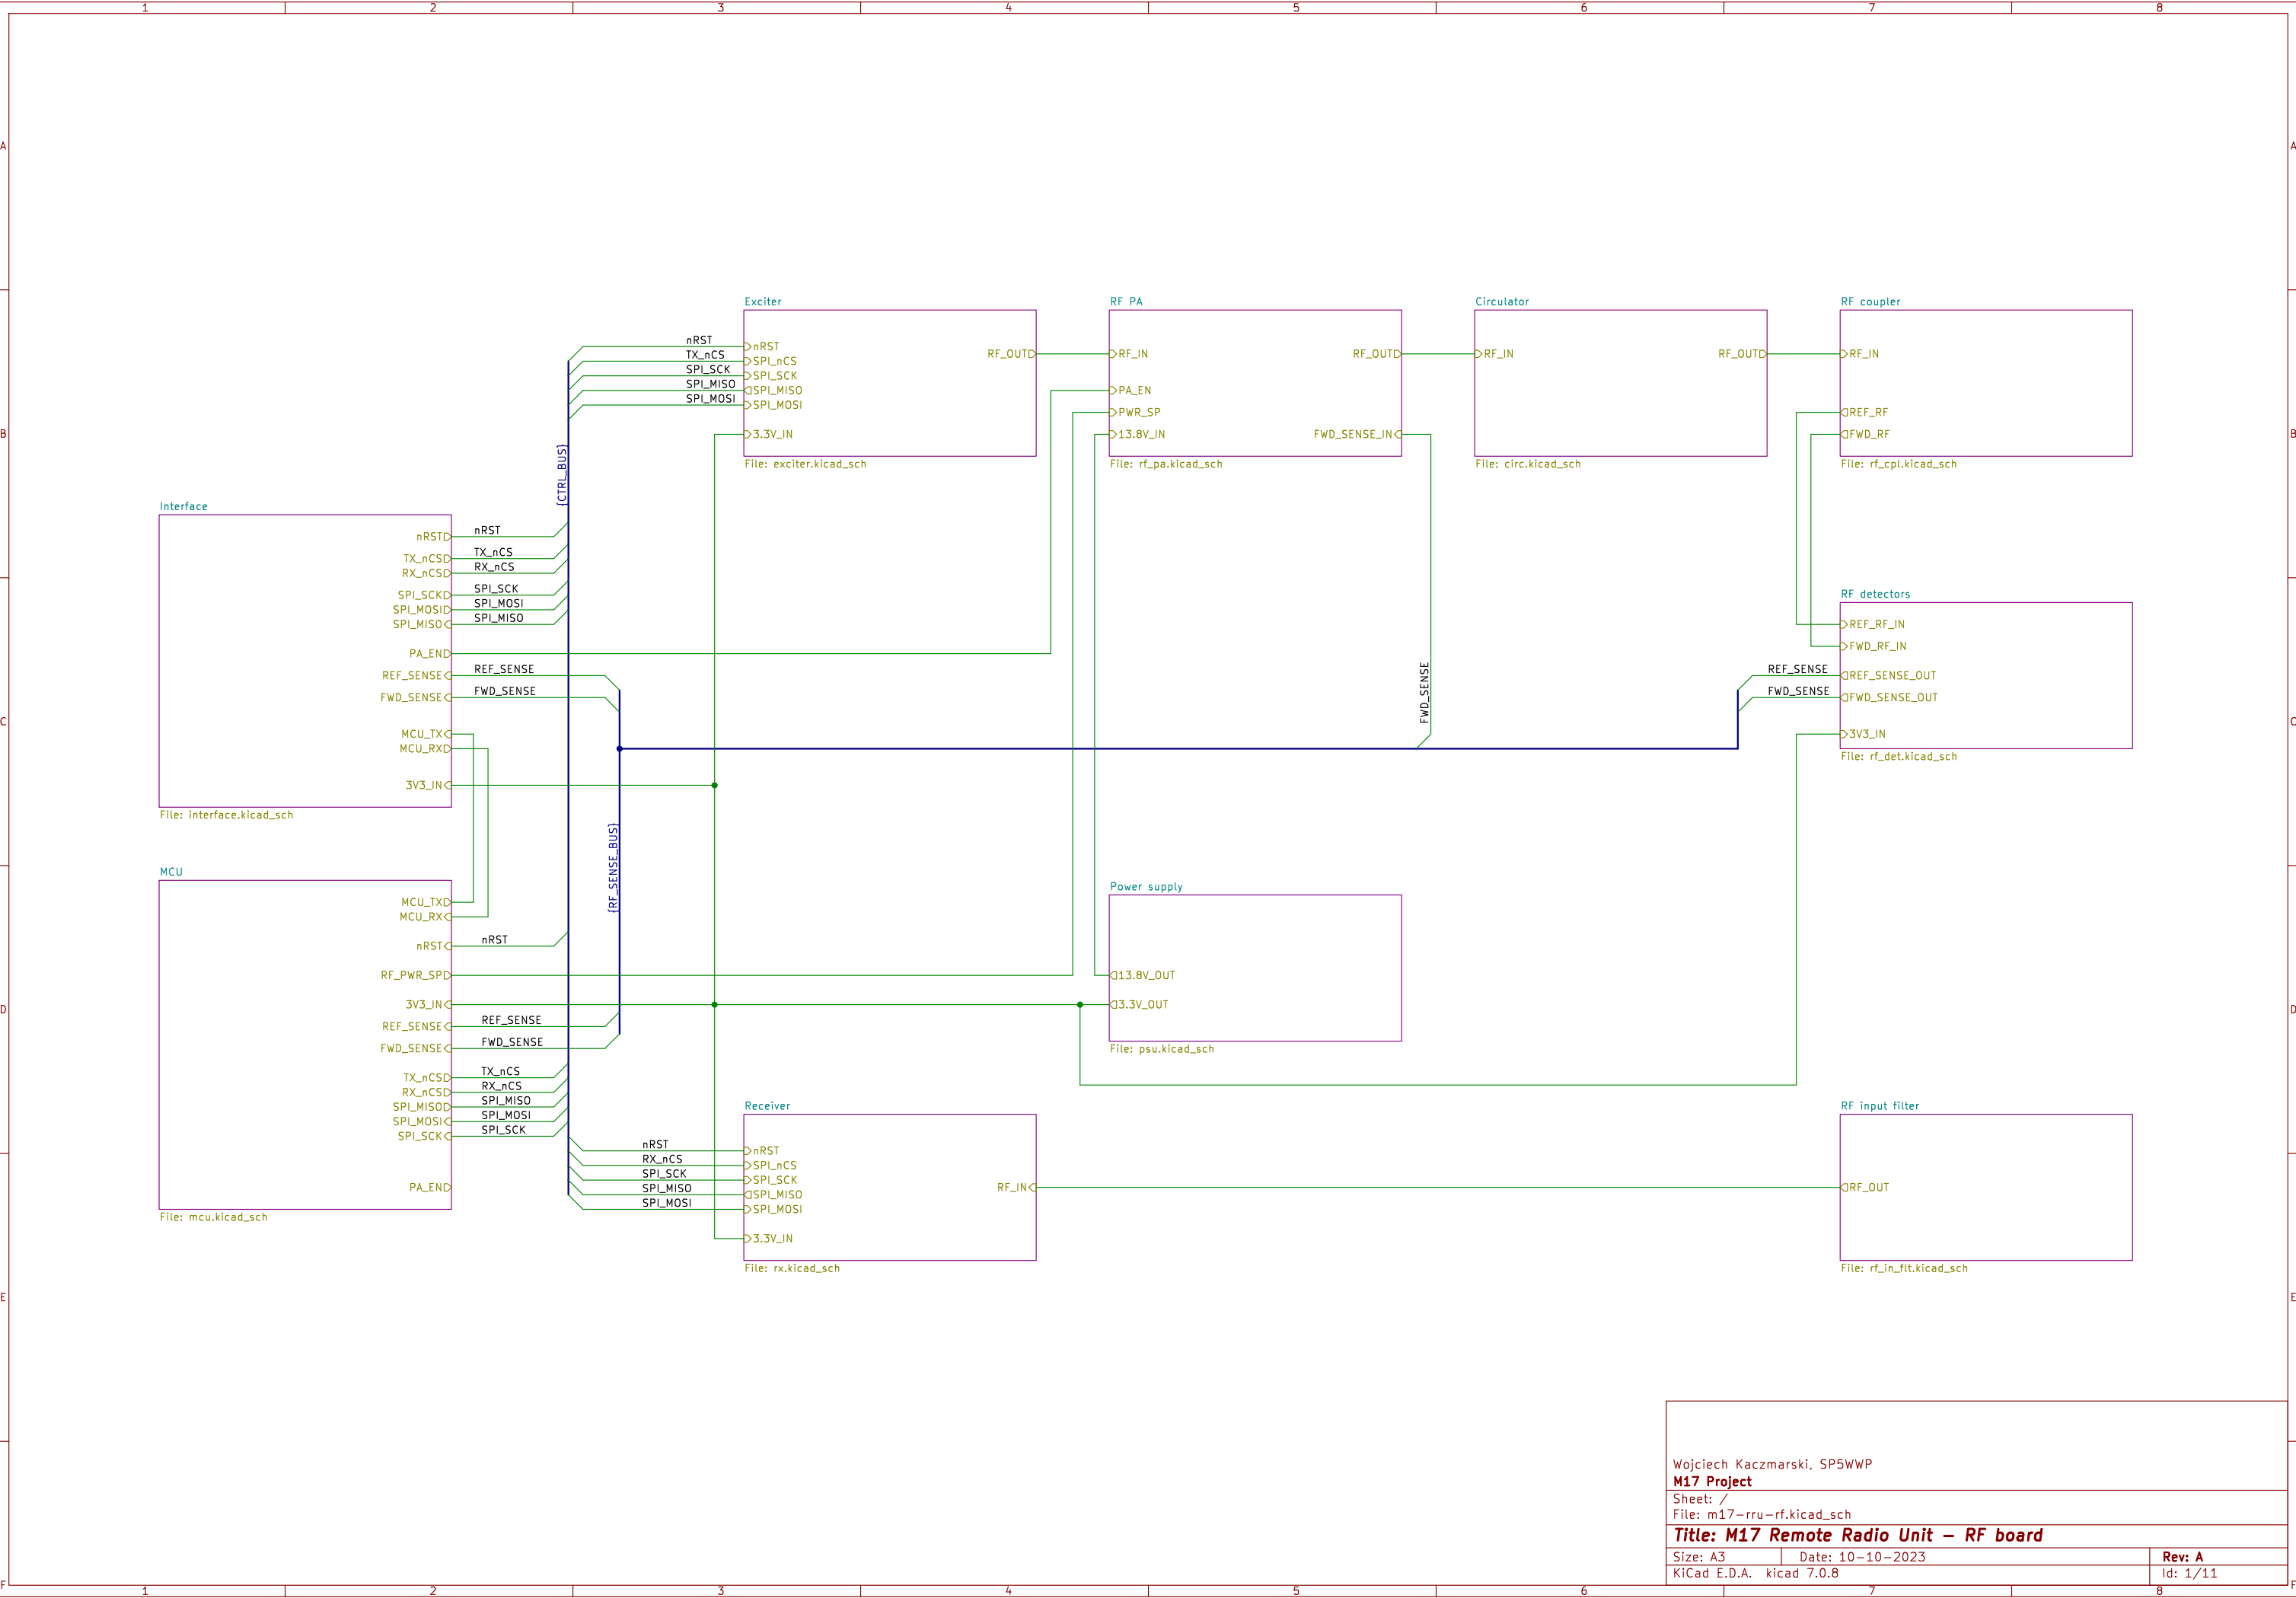 1 2 3 4 5 6 7 8
A A
B B
C C
D D
E E
F F
Exciter
nRST nRST
TX_nCS SPI_nCS
SPI_SCK SPI_SCK
SPI_MISO SPI_MISO
SPI_MOSI SPI_MOSI
3.3V_IN
RF_OUT
File: exciter.kicad_sch
RF PA
RF_IN
PA_EN
PWR_SP
13.8V_IN
RF_OUT
FWD_SENSE_IN
File: rf_pa.kicad_sch
Circulator
RF_IN
RF_OUT
File: circ.kicad_sch
RF coupler
RF_IN
REF_RF
FWD_RF
File: rf_cpl.kicad_sch
{CTRL_BUS}
Interface
nRST nRST
TX_nCS TX_nCS
RX_nCS RX_nCS
SPI_SCK SPI_SCK
SPI_MOSI SPI_MOSI
SPI_MISO SPI_MISO
PA_EN
REF_SENSE REF_SENSE
FWD_SENSE FWD_SENSE
MCU_TX
MCU_RX
3V3_IN
File: interface.kicad_sch
FWD_SENSE
RF detectors
REF_RF_IN
FWD_RF_IN
REF_SENSE REF_SENSE_OUT
FWD_SENSE FWD_SENSE_OUT
3V3_IN
File: rf_det.kicad_sch
{RF_SENSE_BUS}
MCU
MCU_TX
MCU_RX
nRST nRST
RF_PWR_SP
3V3_IN
REF_SENSE REF_SENSE
FWD_SENSE FWD_SENSE
TX_nCS TX_nCS
RX_nCS RX_nCS
SPI_MISO SPI_MISO
SPI_MOSI SPI_MOSI
SPI_SCK SPI_SCK
PA_EN
File: mcu.kicad_sch
Power supply
13.8V_OUT
3.3V_OUT
File: psu.kicad_sch
Receiver
nRST nRST
RX_nCS SPI_nCS
SPI_SCK SPI_SCK
SPI_MISO SPI_MISO
SPI_MOSI SPI_MOSI
3.3V_IN
RF_IN
File: rx.kicad_sch
RF input filter
RF_OUT
File: rf_in_flt.kicad_sch
Wojciech Kaczmarski, SP5WWP
M17 Project
Sheet: /
File: m17-rru-rf.kicad_sch
Title: M17 Remote Radio Unit - RF board
Size: A3 Date: 10-10-2023 Rev: A
KiCad E.D.A. kicad 7.0.8 Id: 1/11
1 2 3 4 5 6 7 8